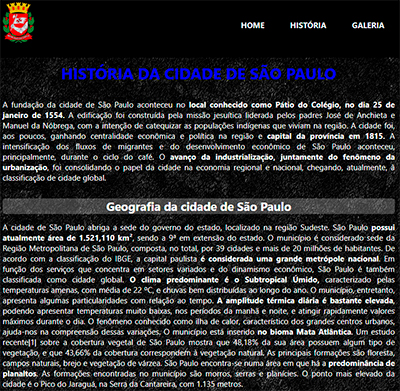 HOME HISTÓRIA GALERIA
HISTÓRIA DA CIDADE DE SÃO PAULO
A fundação da cidade de São Paulo aconteceu no local conhecido como Pátio do Colégio, no dia 25 de
janeiro de 1554. A edificação foi construída pela missão jesuítica liderada pelos padres José de Anchieta e
Manuel da Nóbrega, com a intenção de catequizar as populações indígenas que viviam na região. A cidade foi,
aos poucos, ganhando centralidade econômica e política na região e capital da província em 1815. A
intensificação dos fluxos de migrantes e do desenvolvimento econômico de São Paulo aconteceu,
principalmente, durante o ciclo do café. O avanço da industrialização, juntamente do fenômeno da
urbanização, foi consolidando o papel da cidade na economia regional e nacional, chegando, atualmente, à
classificação de cidade global.
Geografia da cidade de São Paulo
A cidade de São Paulo abriga a sede do governo do estado, localizado na região Sudeste. São Paulo possui
atualmente área de 1.521,110 km², sendo a 9ª em extensão do estado. O município é considerado sede da
Região Metropolitana de São Paulo, composta, no total, por 39 cidades e mais de 20 milhões de habitantes. De
acordo com a classificação do IBGE, a capital paulista é considerada uma grande metrópole nacional. Em
função dos serviços que concentra em setores variados e do dinamismo econômico, São Paulo é também
classificada como cidade global. O clima predominante é o Subtropical Úmido, caracterizado pelas
temperaturas amenas, com média de 22 ºC, e chuvas bem distribuídas ao longo do ano. O município, entretanto,
apresenta algumas particularidades com relação ao tempo. A amplitude térmica diária é bastante elevada,
podendo apresentar temperaturas muito baixas, nos períodos da manhã e noite, e atingir rapidamente valores
máximos durante o dia. O fenômeno conhecido como ilha de calor, característico dos grandes centros urbanos,
ajuda-nos na compreensão dessas variações. O município está inserido no bioma Mata Atlântica. Um estudo
recente[1] sobre a cobertura vegetal de São Paulo mostra que 48,18% da sua área possuem algum tipo de
vegetação, e que 43,66% da cobertura correspondem à vegetação natural. As principais formações são floresta,
campos naturais, brejo e vegetação de várzea. São Paulo encontra-se numa área em que há a predominância de
planaltos. As formações encontradas no município são morros, serras e planícies. O ponto mais elevado da
cidade é o Pico do Jaraguá, na Serra da Cantareira, com 1.135 metros.